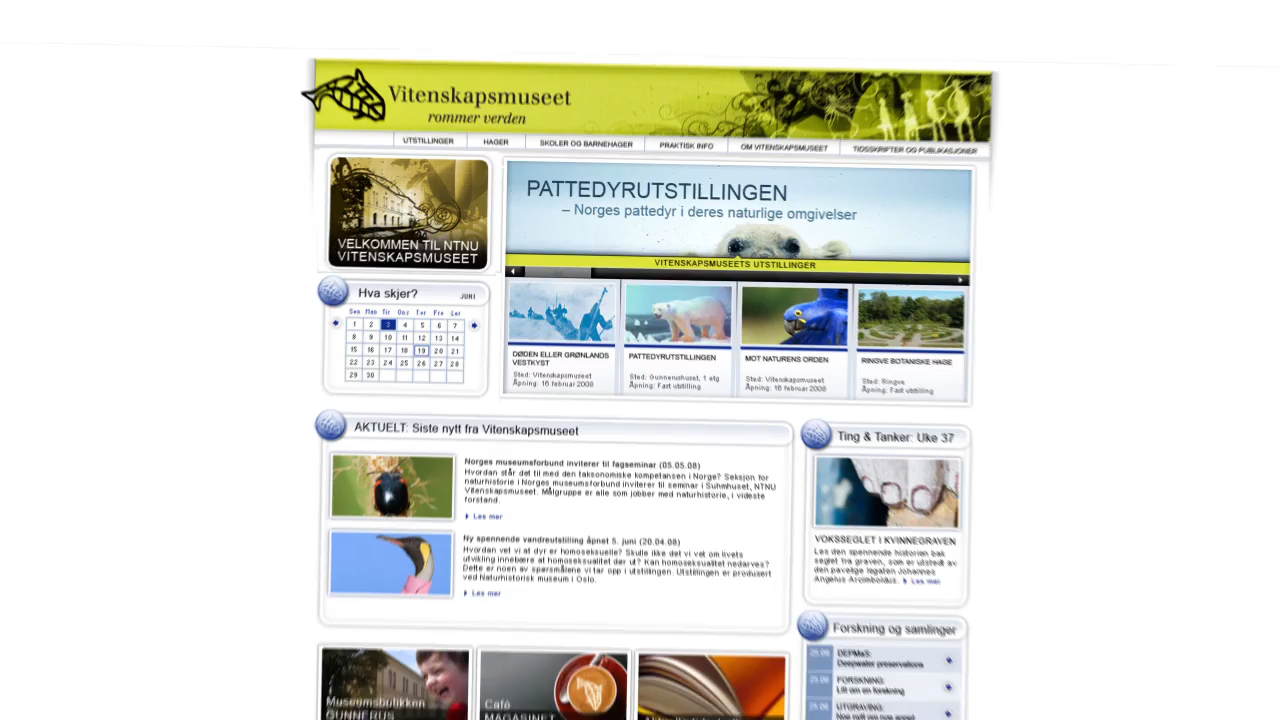 Vitenskapsmuseet
rommer verden
UTSTILLINGER HAGER SKOLER OG BARNEHAGER PRAKTISK INFO OM VITENSKAPSMUSEET TIDSSKRIFTER OG PUBLIKASJONER
VELKOMMEN TIL NTNU
VITENSKAPSMUSEET
PATTEDYRUTSTILLINGEN
– Norges pattedyr i deres naturlige omgivelser
VITENSKAPSMUSEETS UTSTILLINGER
Hva skjer? JUNI
Søn Man Tir Ons Tor Fre Lør
1 2 3 4 5 6 7
8 9 10 11 12 13 14
15 16 17 18 19 20 21
22 23 24 25 26 27 28
29 30
DØDEN ELLER GRØNLANDS
VESTKYST
Sted: Vitenskapsmuseet
Åpning: 16 februar 2008
PATTEDYRUTSTILLINGEN
Sted: Gunnerushuset, 1 etg
Åpning: Fast utstilling
MOT NATURENS ORDEN
Sted: Vitenskapsmuseet
Åpning: 16 februar 2008
RINGVE BOTANISKE HAGE
Sted: Ringve
Åpning: Fast utstilling
AKTUELT: Siste nytt fra Vitenskapsmuseet
Norges museumsforbund inviterer til fagseminar (05.05.08)
Hvordan står det til med den taksonomiske kompetansen i Norge? Seksjon for
naturhistorie i Norges museumsforbund inviterer til seminar i Suhmhuset, NTNU
Vitenskapsmuseet. Målgruppe er alle som jobber med naturhistorie, i videste
forstand.
Les mer
Ny spennende vandreutstilling åpnet 5. juni (20.04.08)
Hvordan vet vi at dyr er homoseksuelle? Skulle ikke det vi vet om livets
utvikling innebære at homoseksualitet dør ut? Kan homoseksualitet nedarves?
Dette er noen av spørsmålene vi tar opp i utstillingen. Utstillingen er produsert
ved Naturhistorisk museum i Oslo.
Les mer
Ting & Tanker: Uke 37
VOKSSEGLET I KVINNEGRAVEN
Les den spennende historien bak
seglet fra graven, som er utstedt av
den pavelige legaten Johannes
Angelus Arcimboldus. Les mer
Forskning og samlinger
DEEPMaS:
Deepwater preservations
FORSKNING:
Litt om en forskning
UTGRAVING:
Museumsbutikken
GUNNERUS
Café
MAGASINET